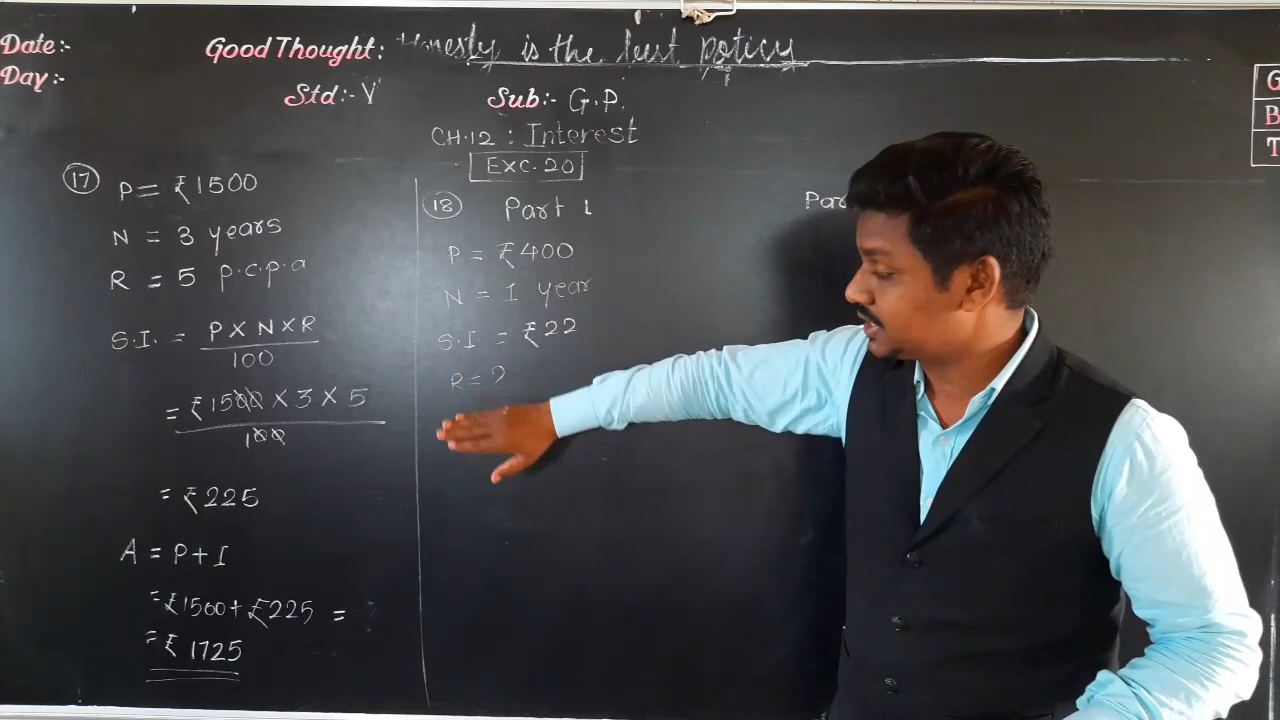 Date:-
Day:-
Good Thought: Honesty is the best policy
Std:- V
Sub:- G.P.
CH.12 : Interest
Exc. 20
17
P = ₹1500
N = 3 years
R = 5 p.c.p.a
S.I. = P X N X R
100
= ₹1500 X 3 X 5
100
= ₹225
A = P + I
= ₹1500 + ₹225 =
= ₹1725
18 Part 1
P = ₹400
N = 1 year
S.I. = ₹22
R = ?
Par
G
B
T